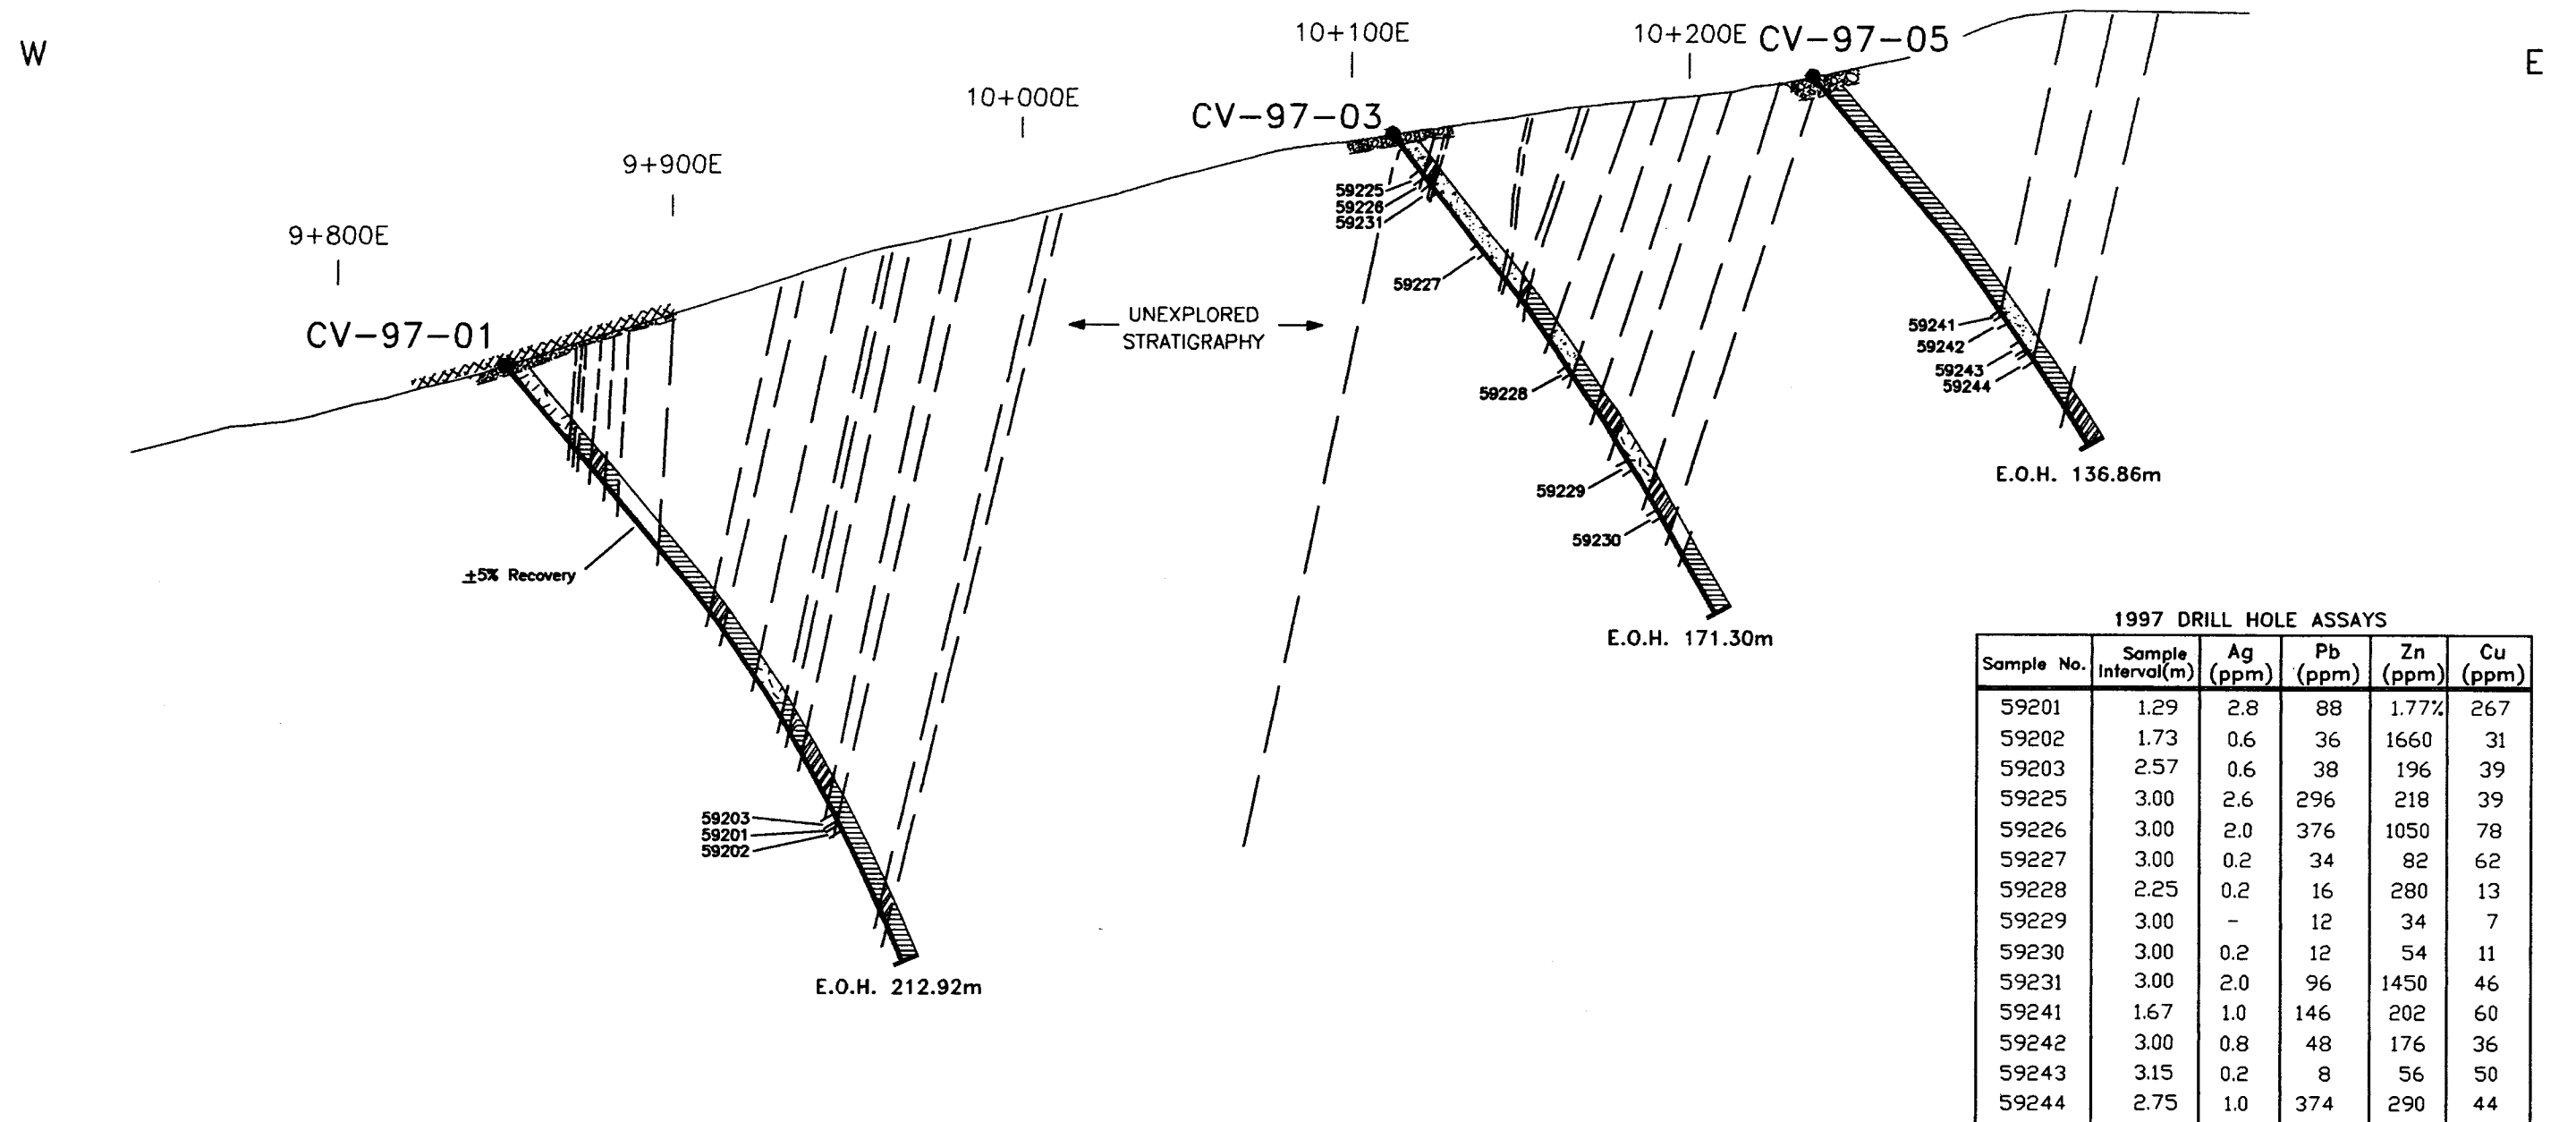 W
E
10+100E
10+200E
CV-97-05
10+000E
CV-97-03
9+900E
9+800E
CV-97-01
59225
59226
59231
59227
UNEXPLORED
STRATIGRAPHY
59228
59229
59230
59241
59242
59243
59244
E.O.H. 136.86m
±5% Recovery
E.O.H. 171.30m
59203
59201
59202
E.O.H. 212.92m
1997 DRILL HOLE ASSAYS
Sample No. Sample Interval(m) Ag (ppm) Pb (ppm) Zn (ppm) Cu (ppm)
59201 1.29 2.8 88 1.77% 267
59202 1.73 0.6 36 1660 31
59203 2.57 0.6 38 196 39
59225 3.00 2.6 296 218 39
59226 3.00 2.0 376 1050 78
59227 3.00 0.2 34 82 62
59228 2.25 0.2 16 280 13
59229 3.00 - 12 34 7
59230 3.00 0.2 12 54 11
59231 3.00 2.0 96 1450 46
59241 1.67 1.0 146 202 60
59242 3.00 0.8 48 176 36
59243 3.15 0.2 8 56 50
59244 2.75 1.0 374 290 44